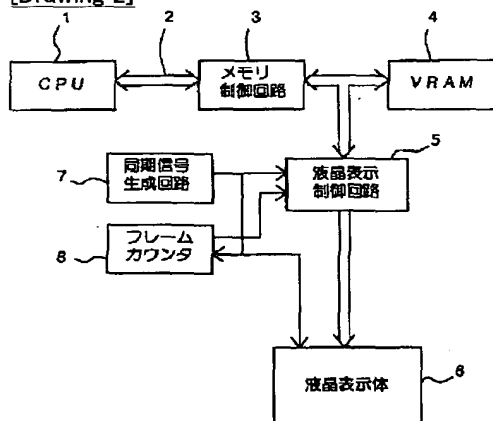 [Drawing 2]
1
2
3
4
CPU
メモリ
制御回路
VRAM
5
同期信号
生成回路
7
液晶表示
制御回路
フレーム
カウンタ
8
液晶表示体
6